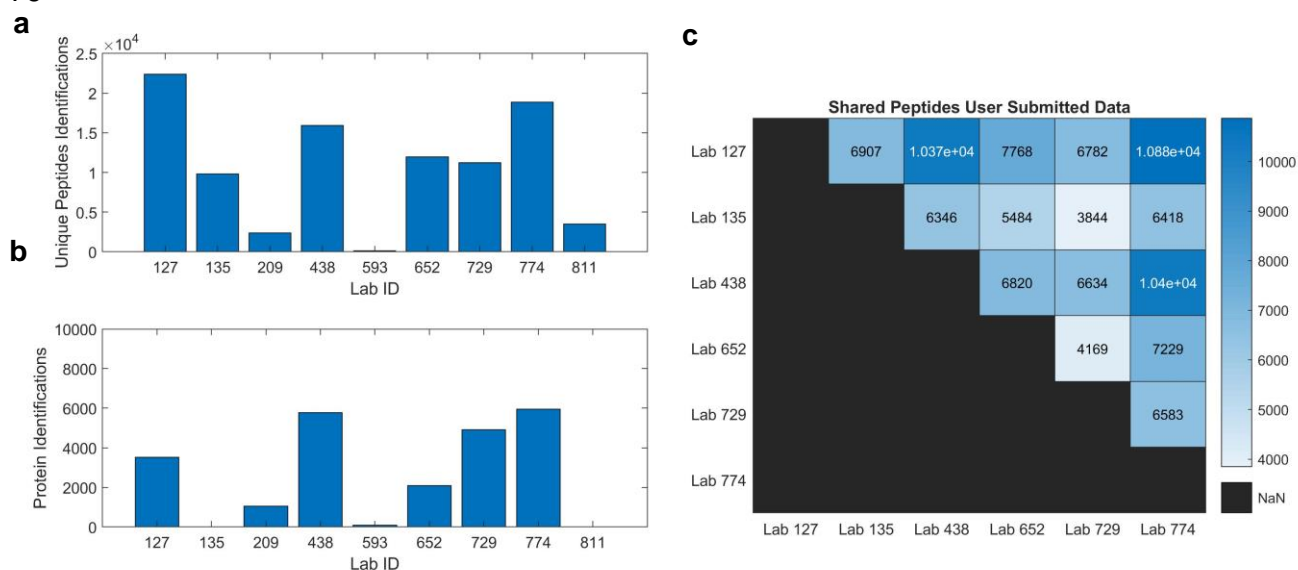 a
×10⁴
2.5
2
1.5
1
0.5
0
Unique Peptides Identifications
127 135 209 438 593 652 729 774 811
Lab ID
b
10000
8000
6000
4000
2000
0
Protein Identifications
127 135 209 438 593 652 729 774 811
Lab ID
c
Shared Peptides User Submitted Data
Lab 127 6907 1.037e+04 7768 6782 1.088e+04
Lab 135 6346 5484 3844 6418
Lab 438 6820 6634 1.04e+04
Lab 652 4169 7229
Lab 729 6583
Lab 774
Lab 127 Lab 135 Lab 438 Lab 652 Lab 729 Lab 774
10000
9000
8000
7000
6000
5000
4000
NaN